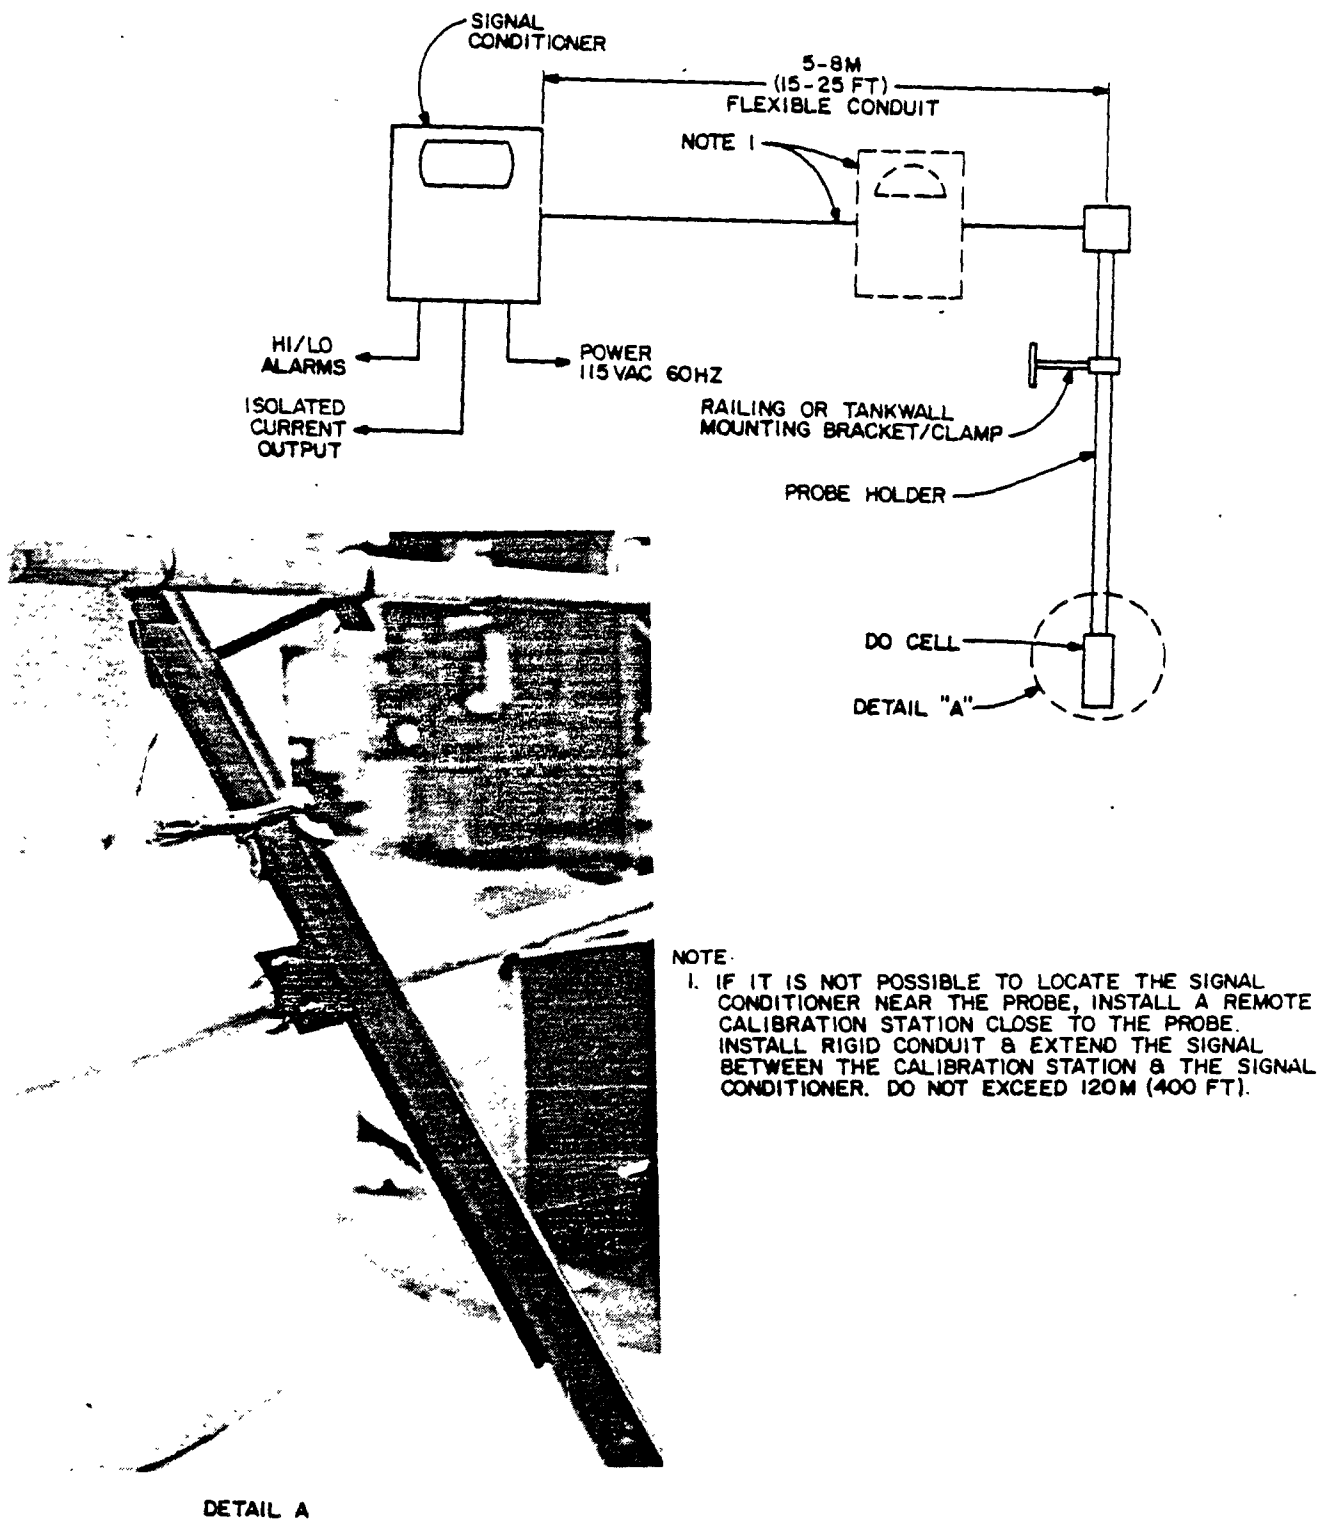 SIGNAL
CONDITIONER
5-8M
(15-25 FT)
FLEXIBLE CONDUIT
NOTE 1
HI/LO
ALARMS
POWER
115 VAC 60HZ
ISOLATED
CURRENT
OUTPUT
RAILING OR TANKWALL
MOUNTING BRACKET/CLAMP
PROBE HOLDER
DO CELL
DETAIL "A"
NOTE:
1. IF IT IS NOT POSSIBLE TO LOCATE THE SIGNAL
CONDITIONER NEAR THE PROBE, INSTALL A REMOTE
CALIBRATION STATION CLOSE TO THE PROBE.
INSTALL RIGID CONDUIT & EXTEND THE SIGNAL
BETWEEN THE CALIBRATION STATION & THE SIGNAL
CONDITIONER. DO NOT EXCEED 120M (400 FT).
DETAIL A